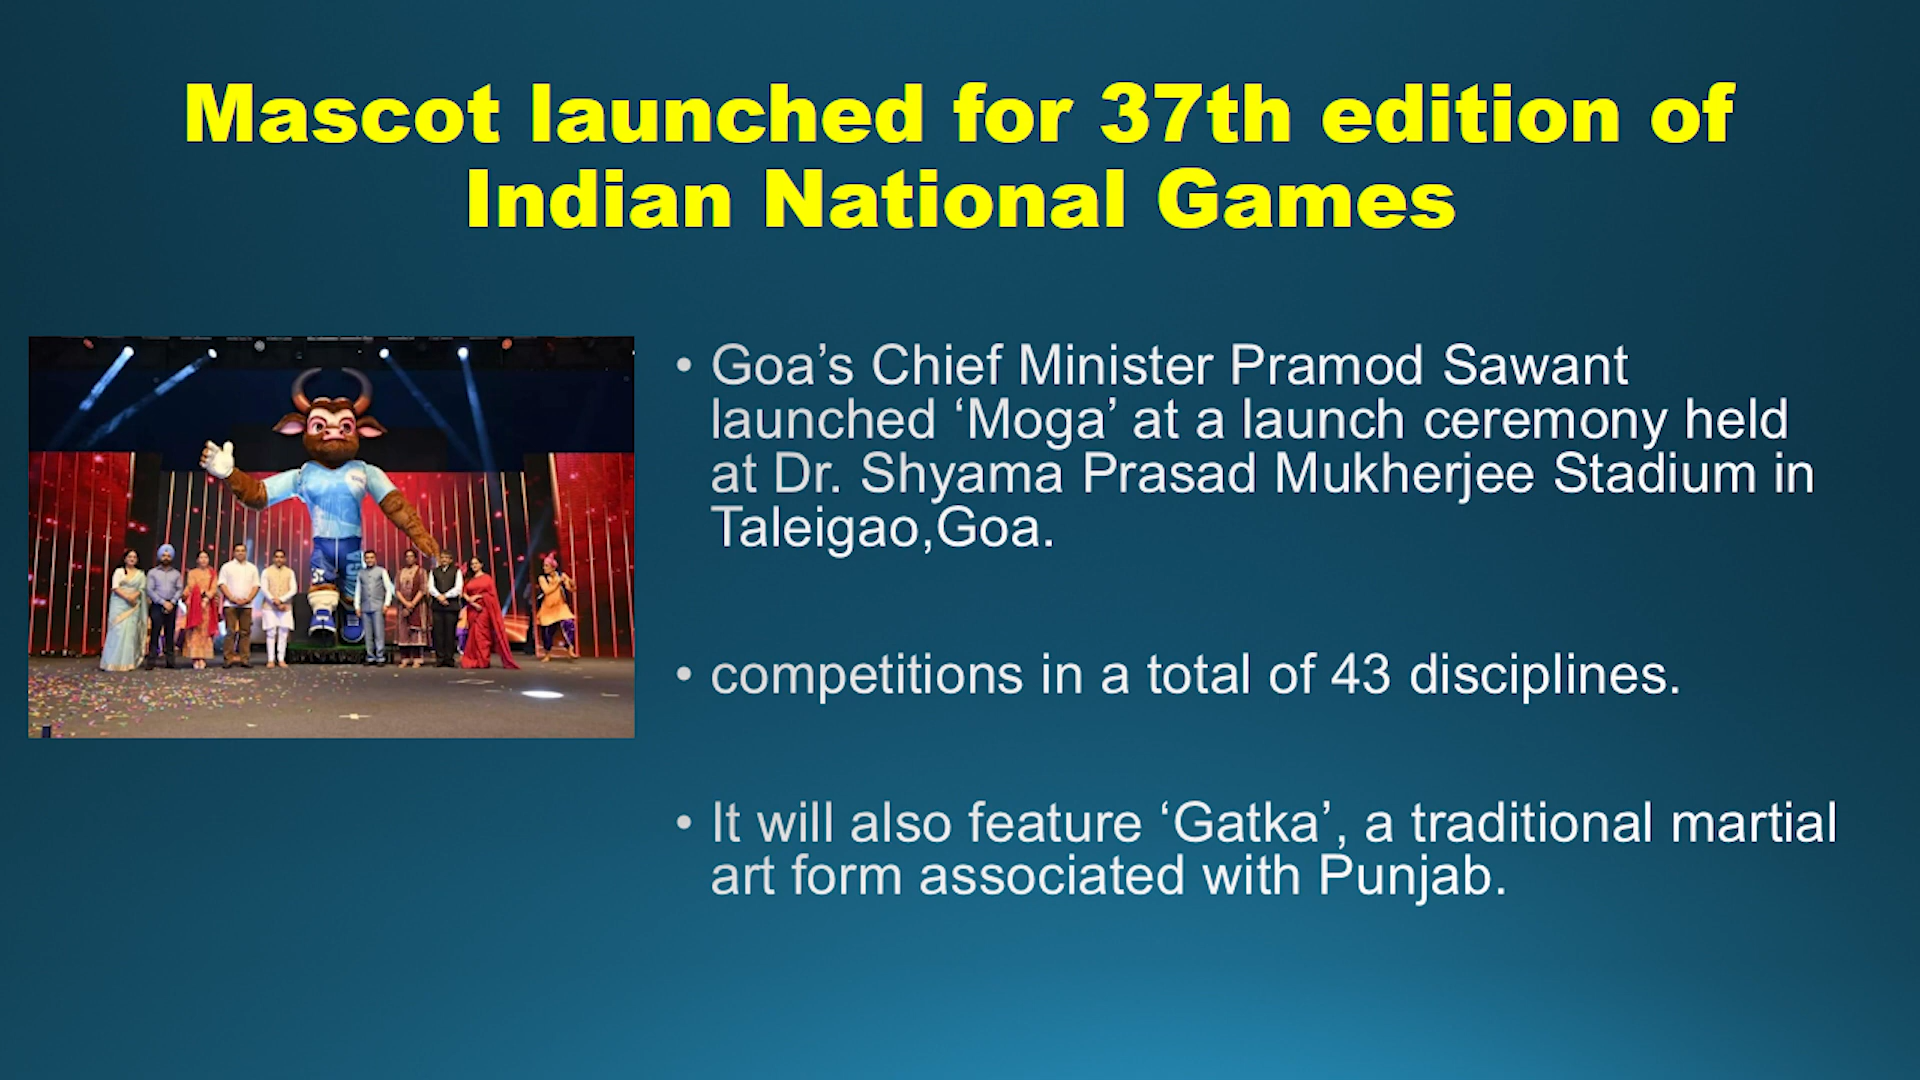 Mascot launched for 37th edition of
Indian National Games
• Goa’s Chief Minister Pramod Sawant
launched ‘Moga’ at a launch ceremony held
at Dr. Shyama Prasad Mukherjee Stadium in
Taleigao,Goa.
• competitions in a total of 43 disciplines.
• It will also feature ‘Gatka’, a traditional martial
art form associated with Punjab.